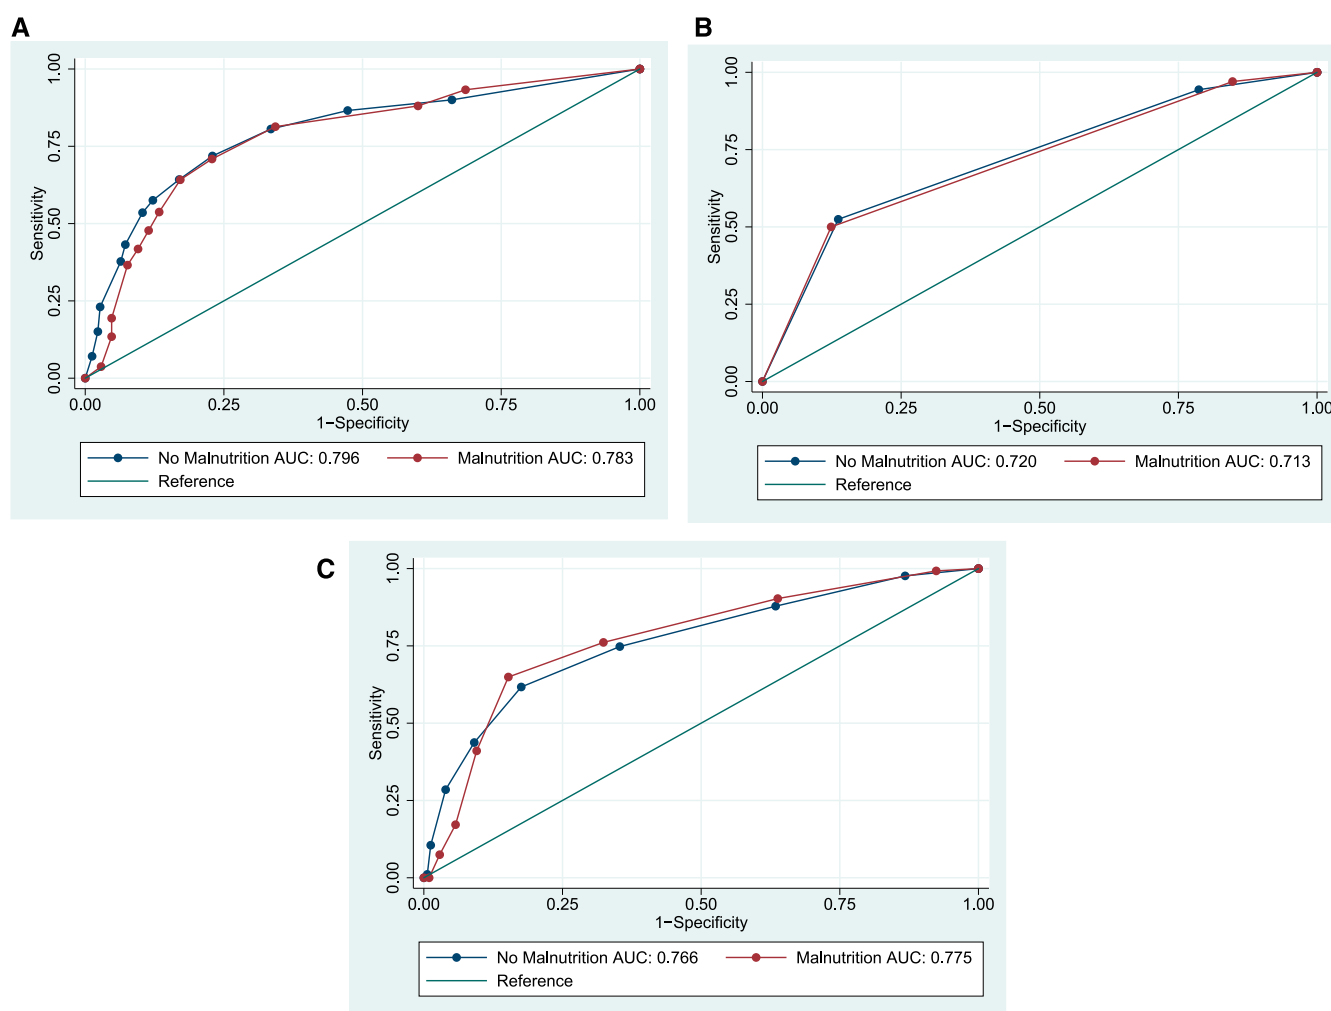 A
Sensitivity
1.00
0.75
0.50
0.25
0.00
0.00 0.25 0.50 0.75 1.00
1−Specificity
No Malnutrition AUC: 0.796 Malnutrition AUC: 0.783
Reference
B
Sensitivity
1.00
0.75
0.50
0.25
0.00
0.00 0.25 0.50 0.75 1.00
1−Specificity
No Malnutrition AUC: 0.720 Malnutrition AUC: 0.713
Reference
C
Sensitivity
1.00
0.75
0.50
0.25
0.00
0.00 0.25 0.50 0.75 1.00
1−Specificity
No Malnutrition AUC: 0.766 Malnutrition AUC: 0.775
Reference